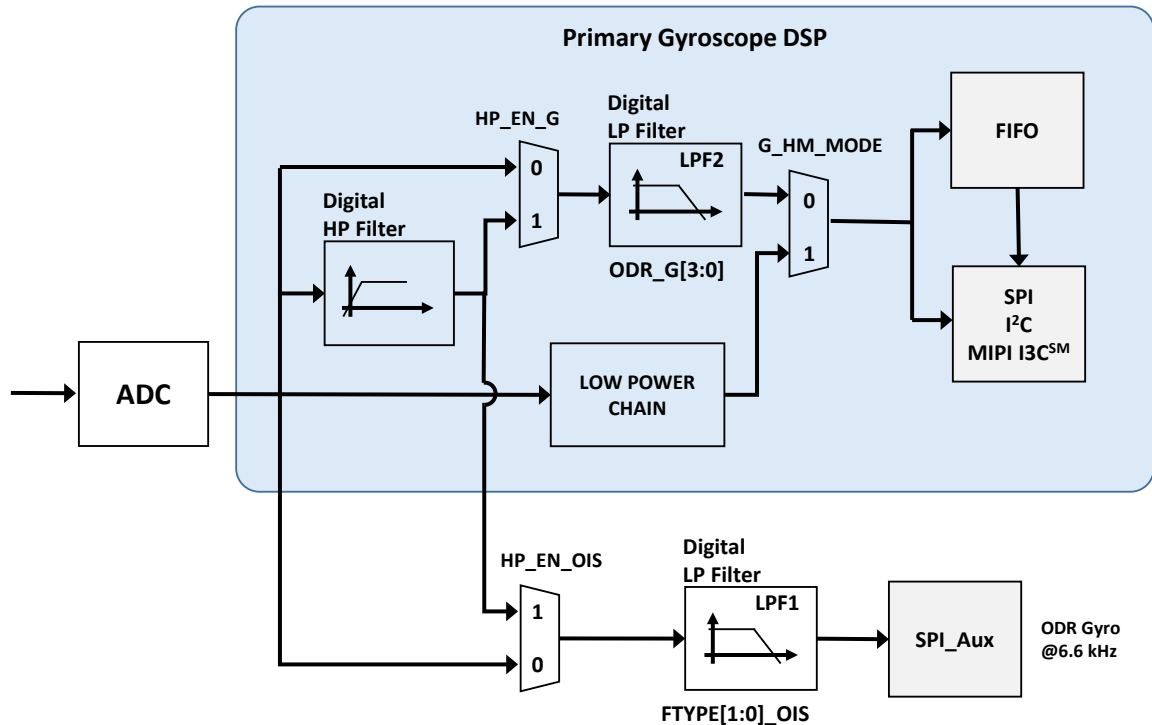 Primary Gyroscope DSP
HP_EN_G
0
1
Digital
LP Filter
LPF2
ODR_G[3:0]
G_HM_MODE
0
1
FIFO
SPI
I²C
MIPI I3Cˢᴹ
Digital
HP Filter
ADC
LOW POWER
CHAIN
HP_EN_OIS
1
0
Digital
LP Filter
LPF1
FTYPE[1:0]_OIS
SPI_Aux
ODR Gyro
@6.6 kHz